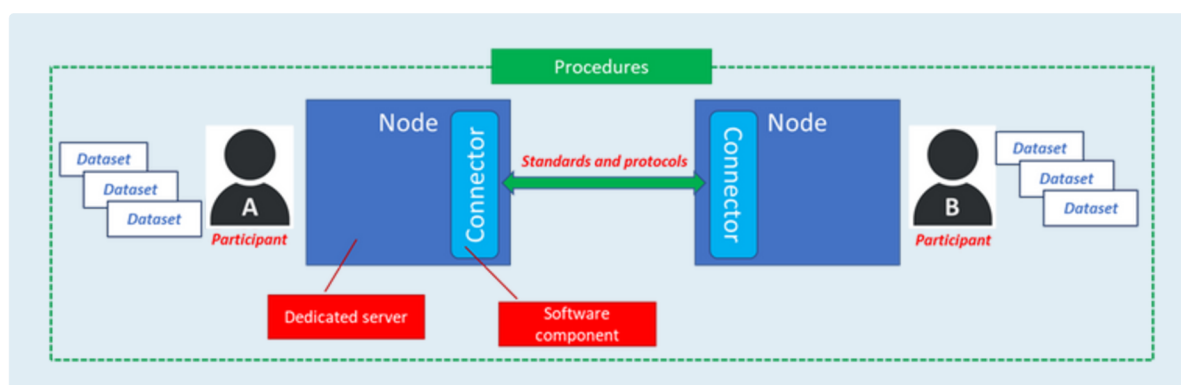 Procedures
Node
Connector
Standards and protocols
Connector
Node
Dataset
Dataset
Dataset
A
Participant
B
Participant
Dataset
Dataset
Dataset
Dedicated server
Software
component